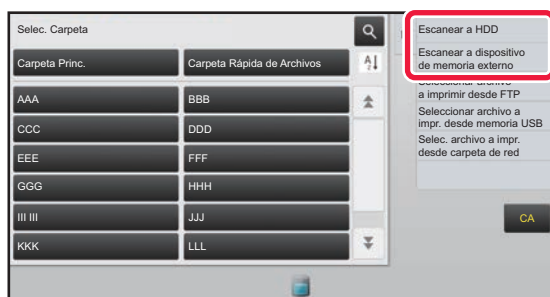 Selec. Carpeta
Carpeta Princ.
Carpeta Rápida de Archivos
AAA
BBB
CCC
DDD
EEE
FFF
GGG
HHH
III III
JJJ
KKK
LLL
Escanear a HDD
Escanear a dispositivo
de memoria externo
Seleccionar archivo
a imprimir desde FTP
Seleccionar archivo a
impr. desde memoria USB
Selec. archivo a impr.
desde carpeta de red
CA